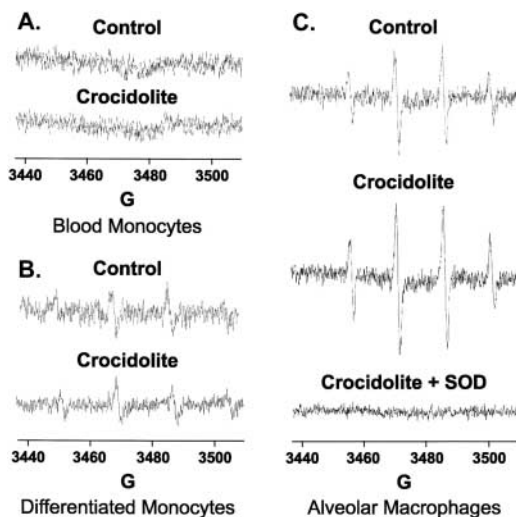 A.
Control
Crocidolite
3440 3460 3480 3500
G
Blood Monocytes
B.
Control
Crocidolite
3440 3460 3480 3500
G
Differentiated Monocytes
C.
Control
Crocidolite
Crocidolite + SOD
3440 3460 3480 3500
G
Alveolar Macrophages